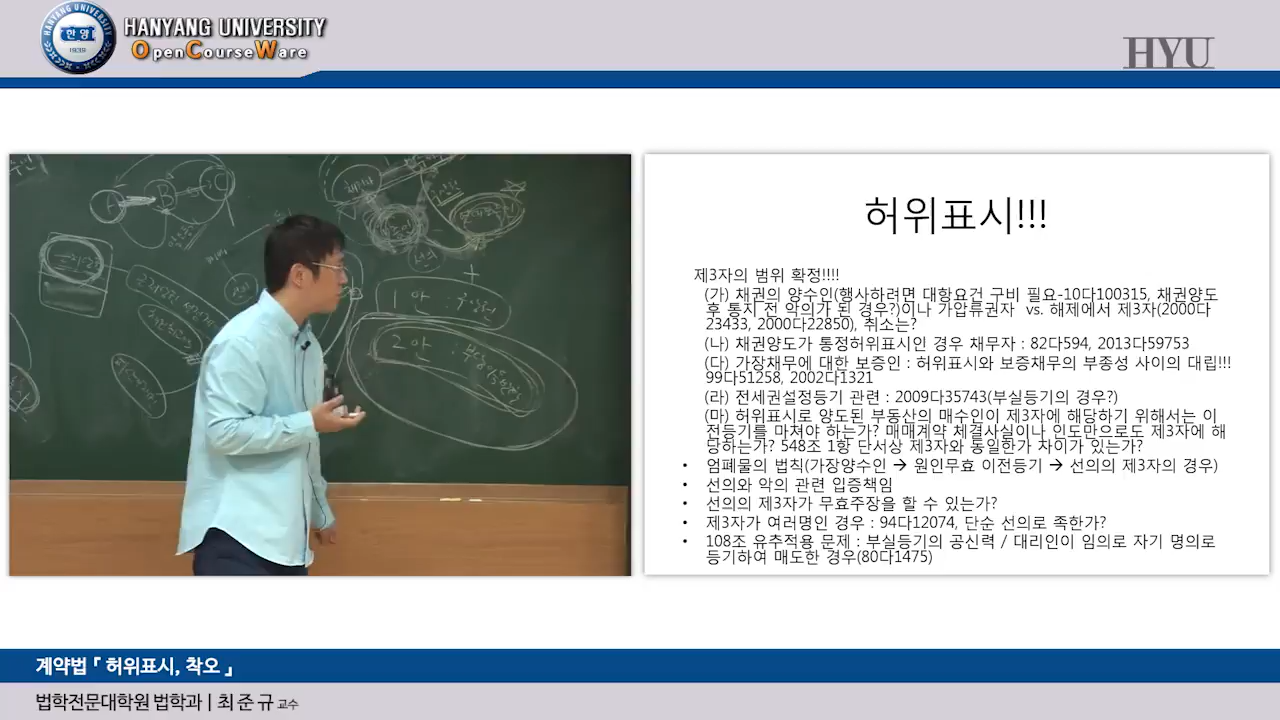 한양
1939
HANYANG UNIVERSITY
OpenCourseWare
HYU
A
B
C
선의
1 안 :
2 안 :
허위표시!!!
제3자의 범위 확정!!!!
(가) 채권의 양수인(행사하려면 대항요건 구비 필요-10다100315, 채권양도
후 통지 전 악의가 된 경우?)이나 가압류권자 vs. 해제에서 제3자(2000다
23433, 2000다22850), 취소는?
(나) 채권양도가 통정허위표시인 경우 채무자 : 82다594, 2013다59753
(다) 가장채무에 대한 보증인 : 허위표시와 보증채무의 부종성 사이의 대립!!!
99다51258, 2002다1321
(라) 전세권설정등기 관련 : 2009다35743(부실등기의 경우?)
(마) 허위표시로 양도된 부동산의 매수인이 제3자에 해당하기 위해서는 이
전등기를 마쳐야 하는가? 매매계약 체결사실이나 인도만으로도 제3자에 해
당하는가? 548조 1항 단서상 제3자와 동일한가 차이가 있는가?
• 엄폐물의 법칙(가장양수인 → 원인무효 이전등기 → 선의의 제3자의 경우)
• 선의와 악의 관련 입증책임
• 선의의 제3자가 무효주장을 할 수 있는가?
• 제3자가 여러명인 경우 : 94다12074, 단순 선의로 족한가?
• 108조 유추적용 문제 : 부실등기의 공신력 / 대리인이 임의로 자기 명의로
등기하여 매도한 경우(80다1475)
계약법『 허위표시, 착오 』
법학전문대학원 법학과 | 최 준 규 교수